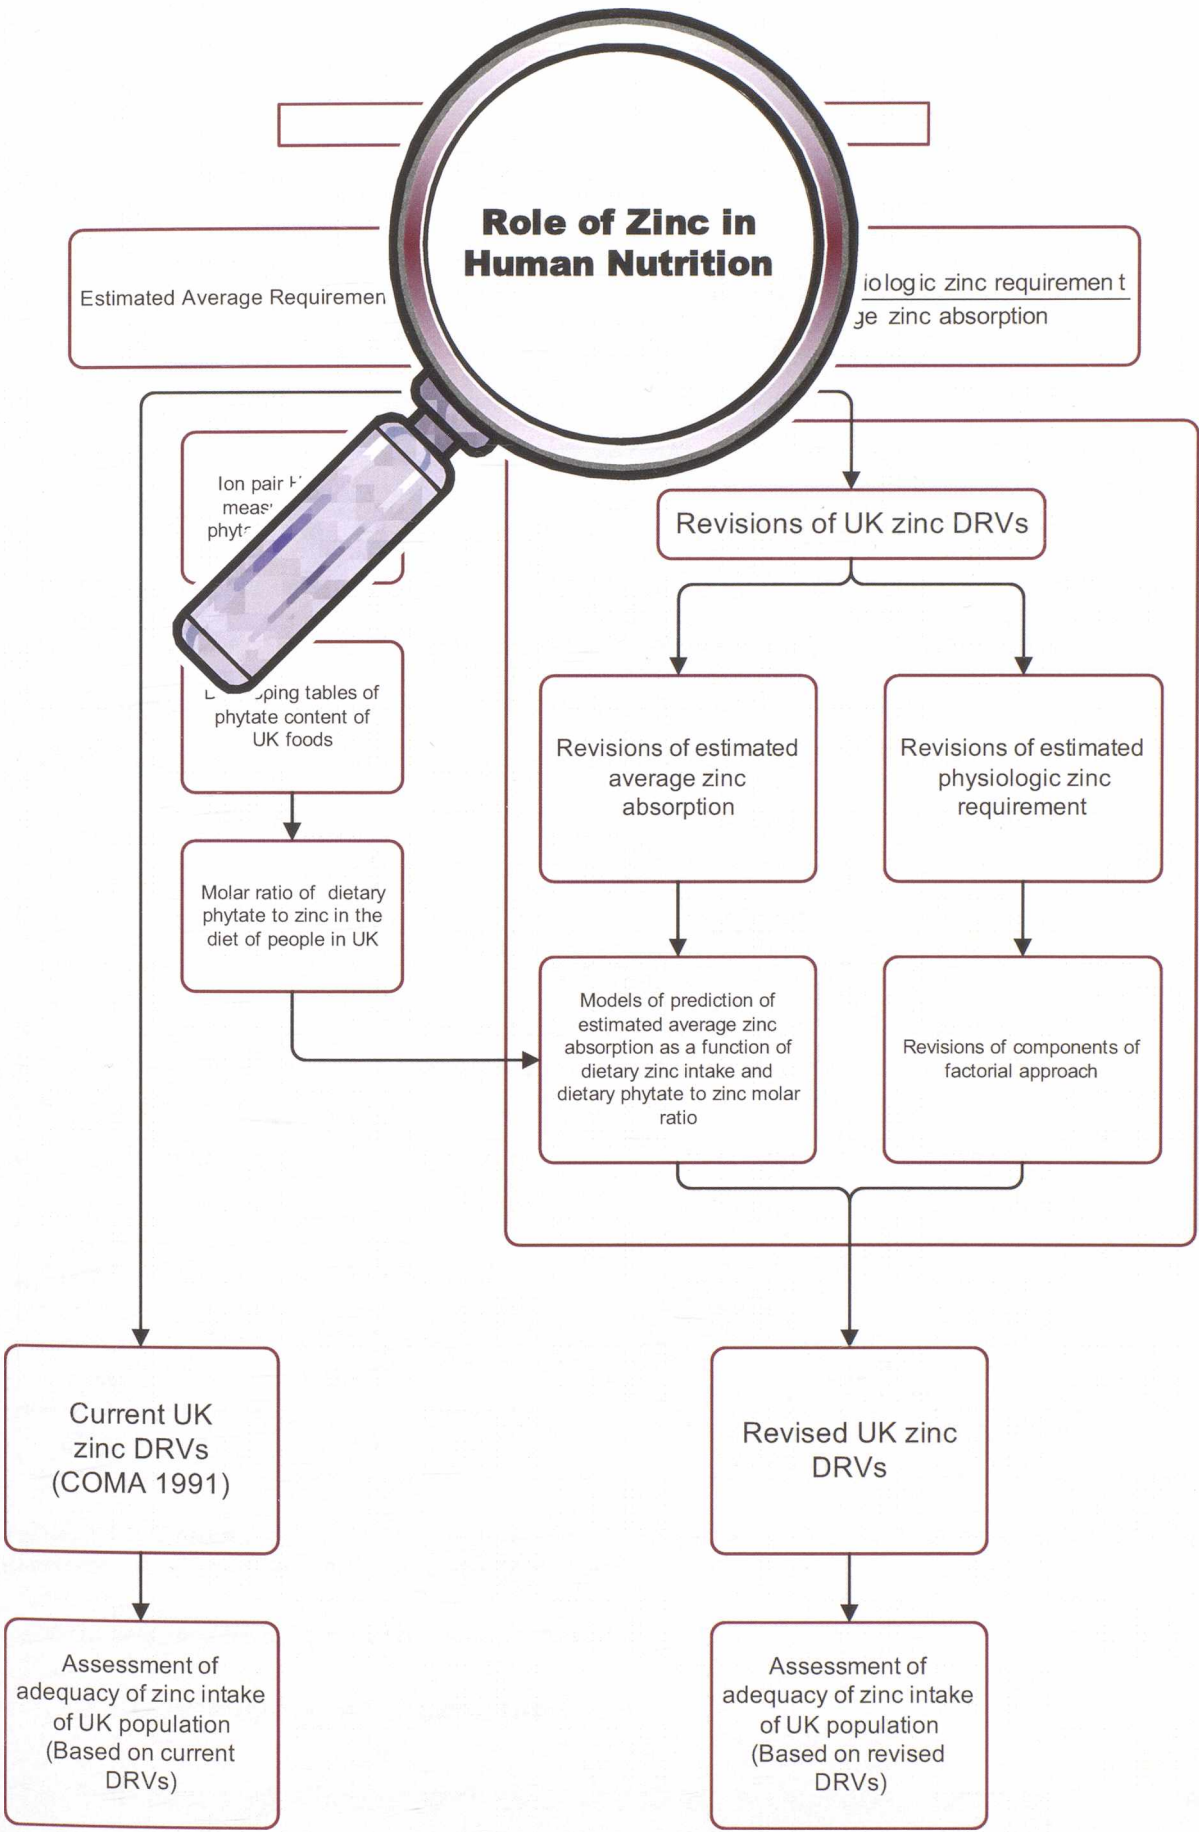 Role of Zinc in
Human Nutrition
Estimated Average
zinc requirement
zinc absorption
Ion pair
Revisions of UK zinc DRVs
tables of
phytate content of
UK foods
Revisions of estimated
average zinc
absorption
Revisions of estimated
physiologic zinc
requirement
Molar ratio of dietary
phytate to zinc in the
diet of people in UK
Models of prediction of
estimated average zinc
absorption as a function of
dietary zinc intake and
dietary phytate to zinc molar
ratio
Revisions of components of
factorial approach
Current UK
zinc DRVs
(COMA 1991)
Revised UK zinc
DRVs
Assessment of
adequacy of zinc intake
of UK population
(Based on current
DRVs)
Assessment of
adequacy of zinc intake
of UK population
(Based on revised
DRVs)